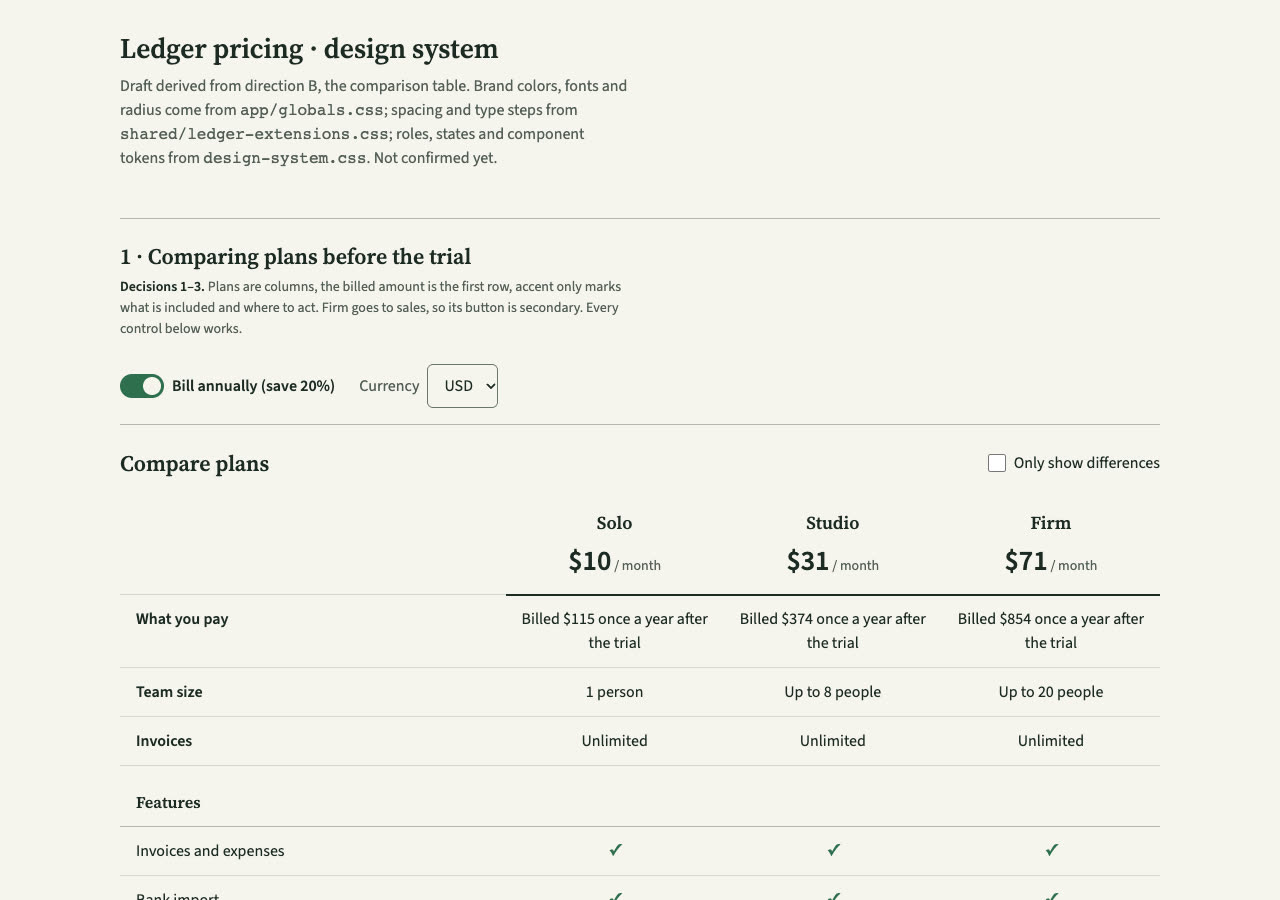 Ledger pricing · design system
Draft derived from direction B, the comparison table. Brand colors, fonts and
radius come from app/globals.css; spacing and type steps from
shared/ledger-extensions.css; roles, states and component
tokens from design-system.css. Not confirmed yet.
1 · Comparing plans before the trial
Decisions 1–3. Plans are columns, the billed amount is the first row, accent only marks
what is included and where to act. Firm goes to sales, so its button is secondary. Every
control below works.
Bill annually (save 20%) Currency USD
Compare plans Only show differences
Solo Studio Firm
$10 / month $31 / month $71 / month
What you pay Billed $115 once a year after Billed $374 once a year after Billed $854 once a year after
the trial the trial the trial
Team size 1 person Up to 8 people Up to 20 people
Invoices Unlimited Unlimited Unlimited
Features
Invoices and expenses ✓ ✓ ✓
Bank import ✓ ✓ ✓